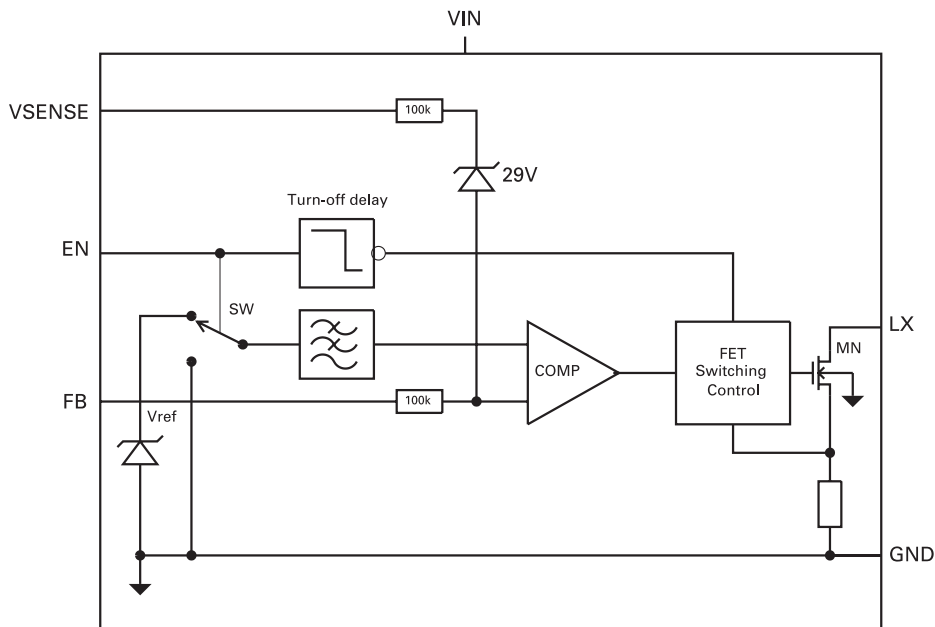 VIN
VSENSE
100k
29V
Turn-off delay
EN
SW
LX
MN
COMP
FET
Switching
Control
FB
100k
Vref
GND